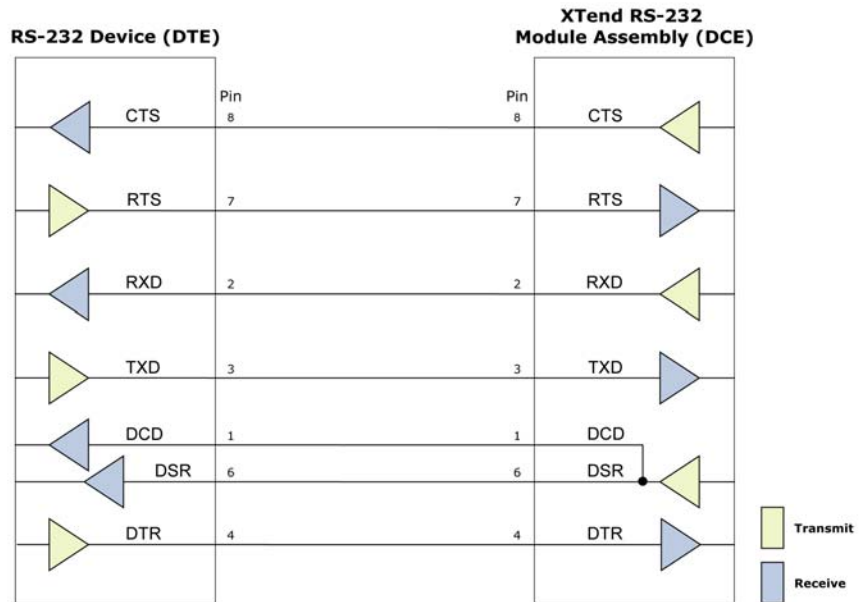 XTend RS-232
RS-232 Device (DTE) Module Assembly (DCE)
Pin Pin
CTS 8 8 CTS
RTS 7 7 RTS
RXD 2 2 RXD
TXD 3 3 TXD
DCD 1 1 DCD
DSR 6 6 DSR
DTR 4 4 DTR
Transmit
Receive